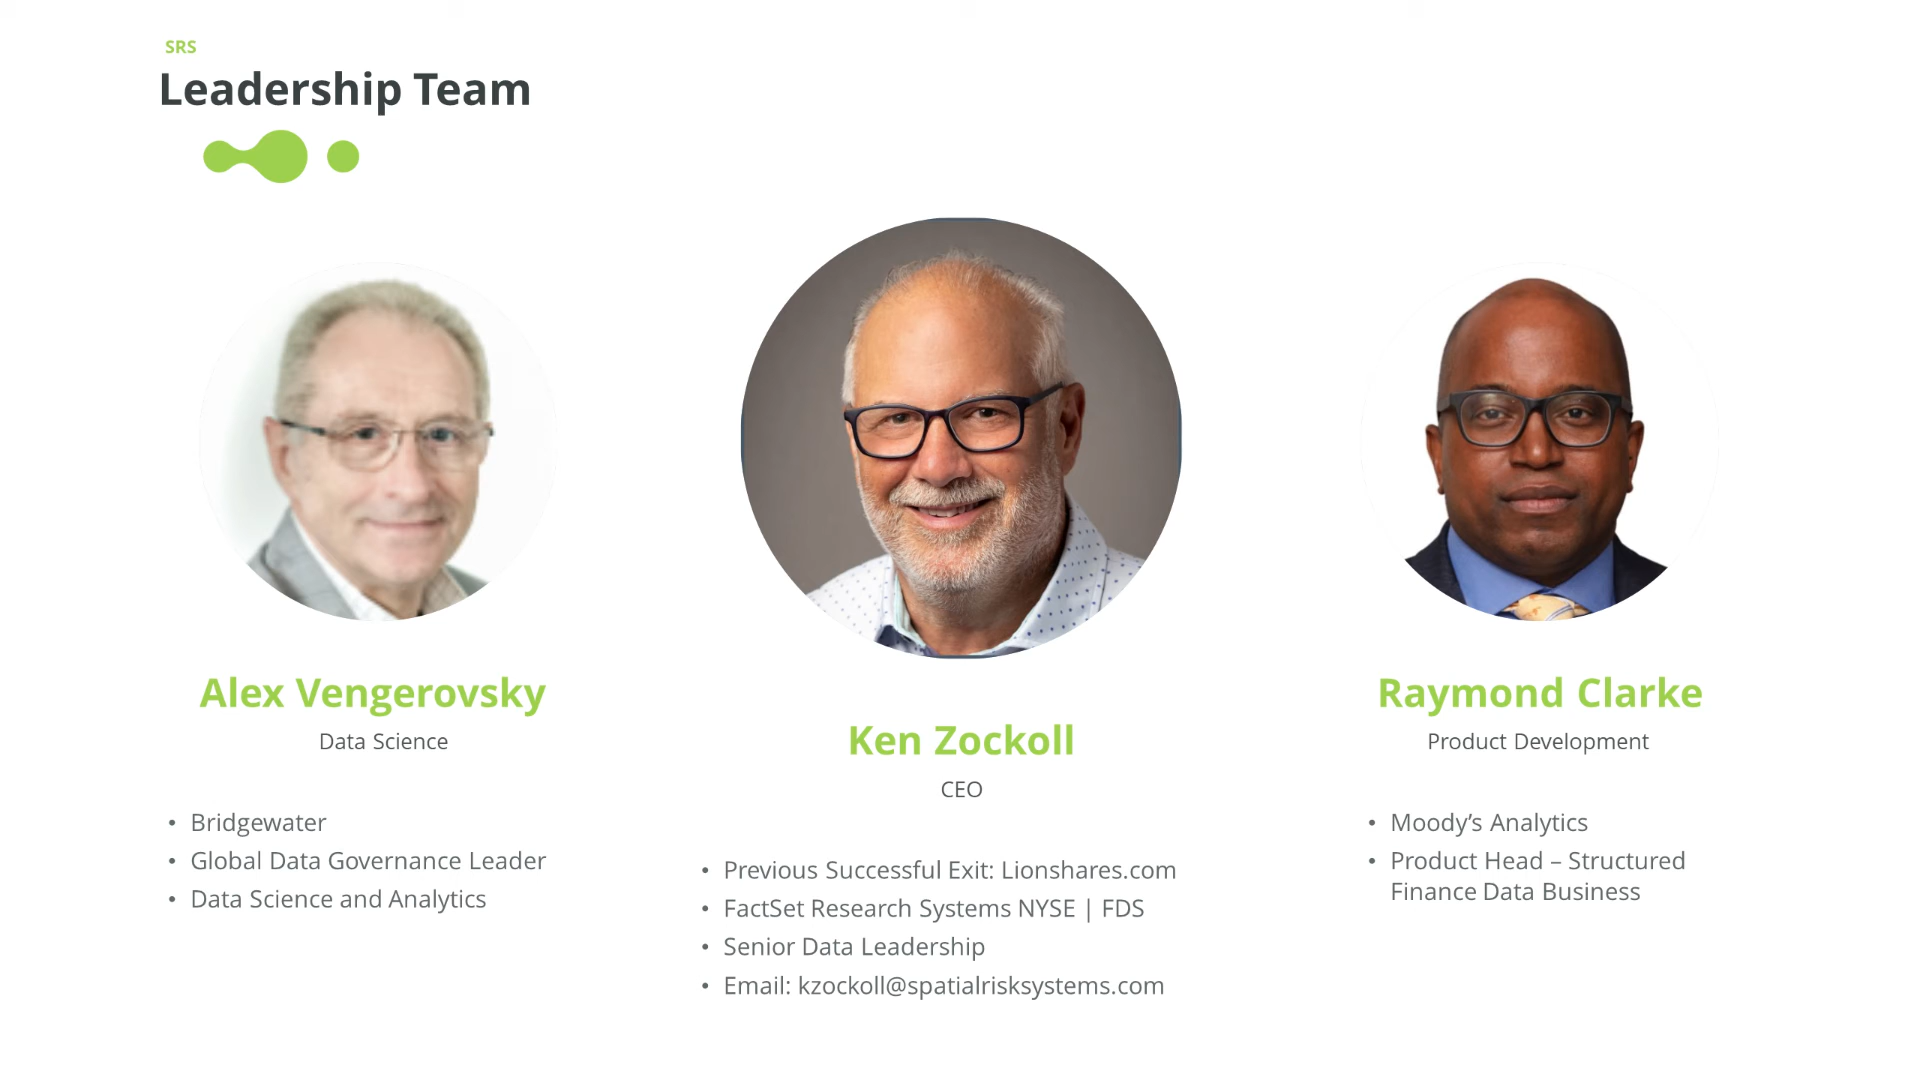 SRS
Leadership Team
Alex Vengerovsky
Data Science
• Bridgewater
• Global Data Governance Leader
• Data Science and Analytics
Ken Zockoll
CEO
• Previous Successful Exit: Lionshares.com
• FactSet Research Systems NYSE | FDS
• Senior Data Leadership
• Email: kzockoll@spatialrisksystems.com
Raymond Clarke
Product Development
• Moody’s Analytics
• Product Head – Structured
Finance Data Business